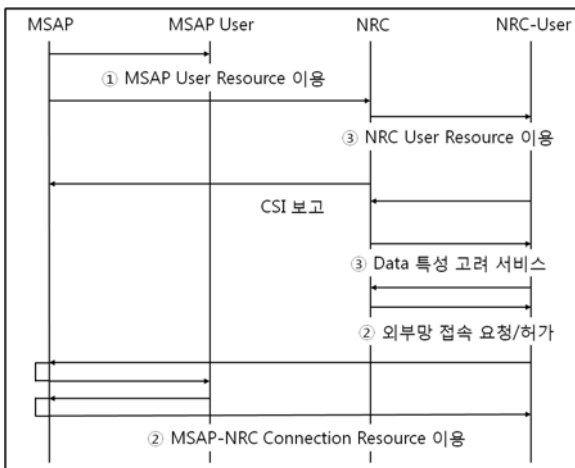 MSAP MSAP User NRC NRC-User
① MSAP User Resource 이용
③ NRC User Resource 이용
CSI 보고
③ Data 특성 고려 서비스
② 외부망 접속 요청/허가
② MSAP-NRC Connection Resource 이용